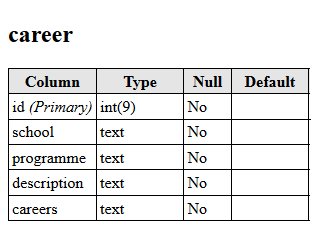 career
Column Type Null Default
id (Primary) int(9) No
school text No
programme text No
description text No
careers text No